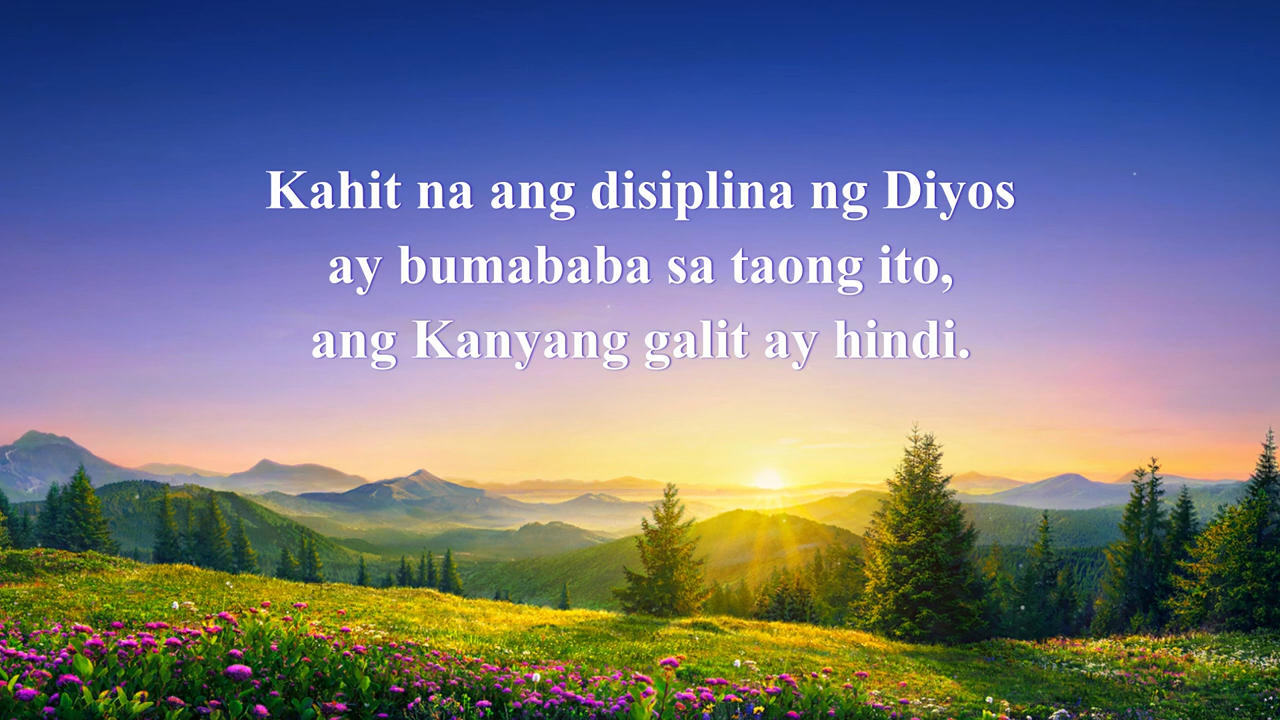 Kahit na ang disiplina ng Diyos
ay bumababa sa taong ito,
ang Kanyang galit ay hindi.